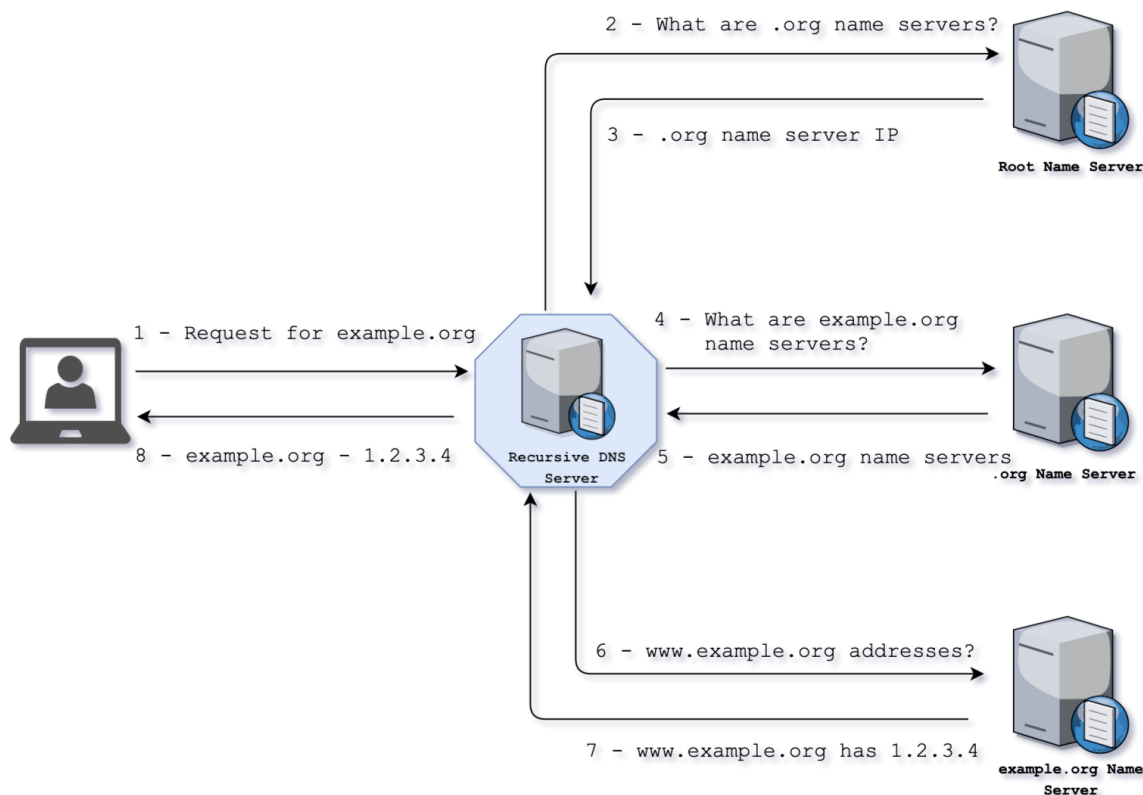 2 - What are .org name servers?
3 - .org name server IP
Root Name Server
1 - Request for example.org
4 - What are example.org
name servers?
8 - example.org - 1.2.3.4
Recursive DNS
Server
5 - example.org name servers
.org Name Server
6 - www.example.org addresses?
7 - www.example.org has 1.2.3.4
example.org Name
Server